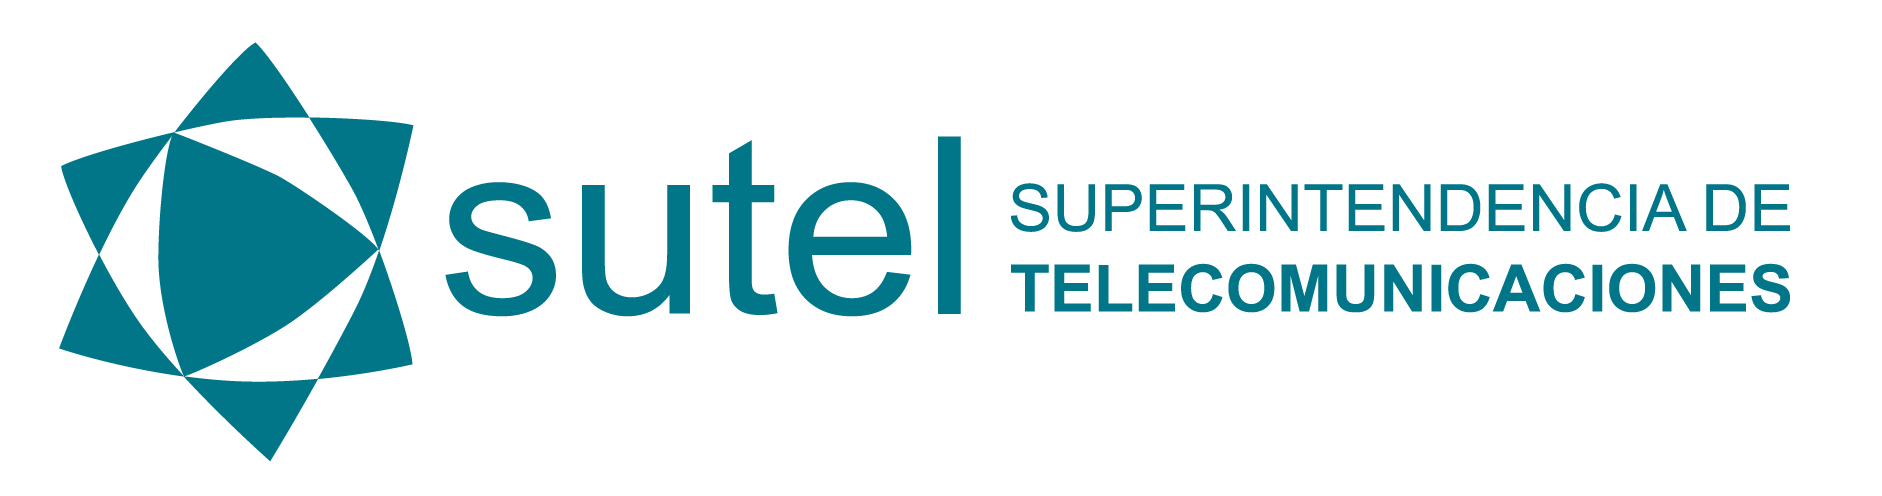 sutel
SUPERINTENDENCIA DE
TELECOMUNICACIONES